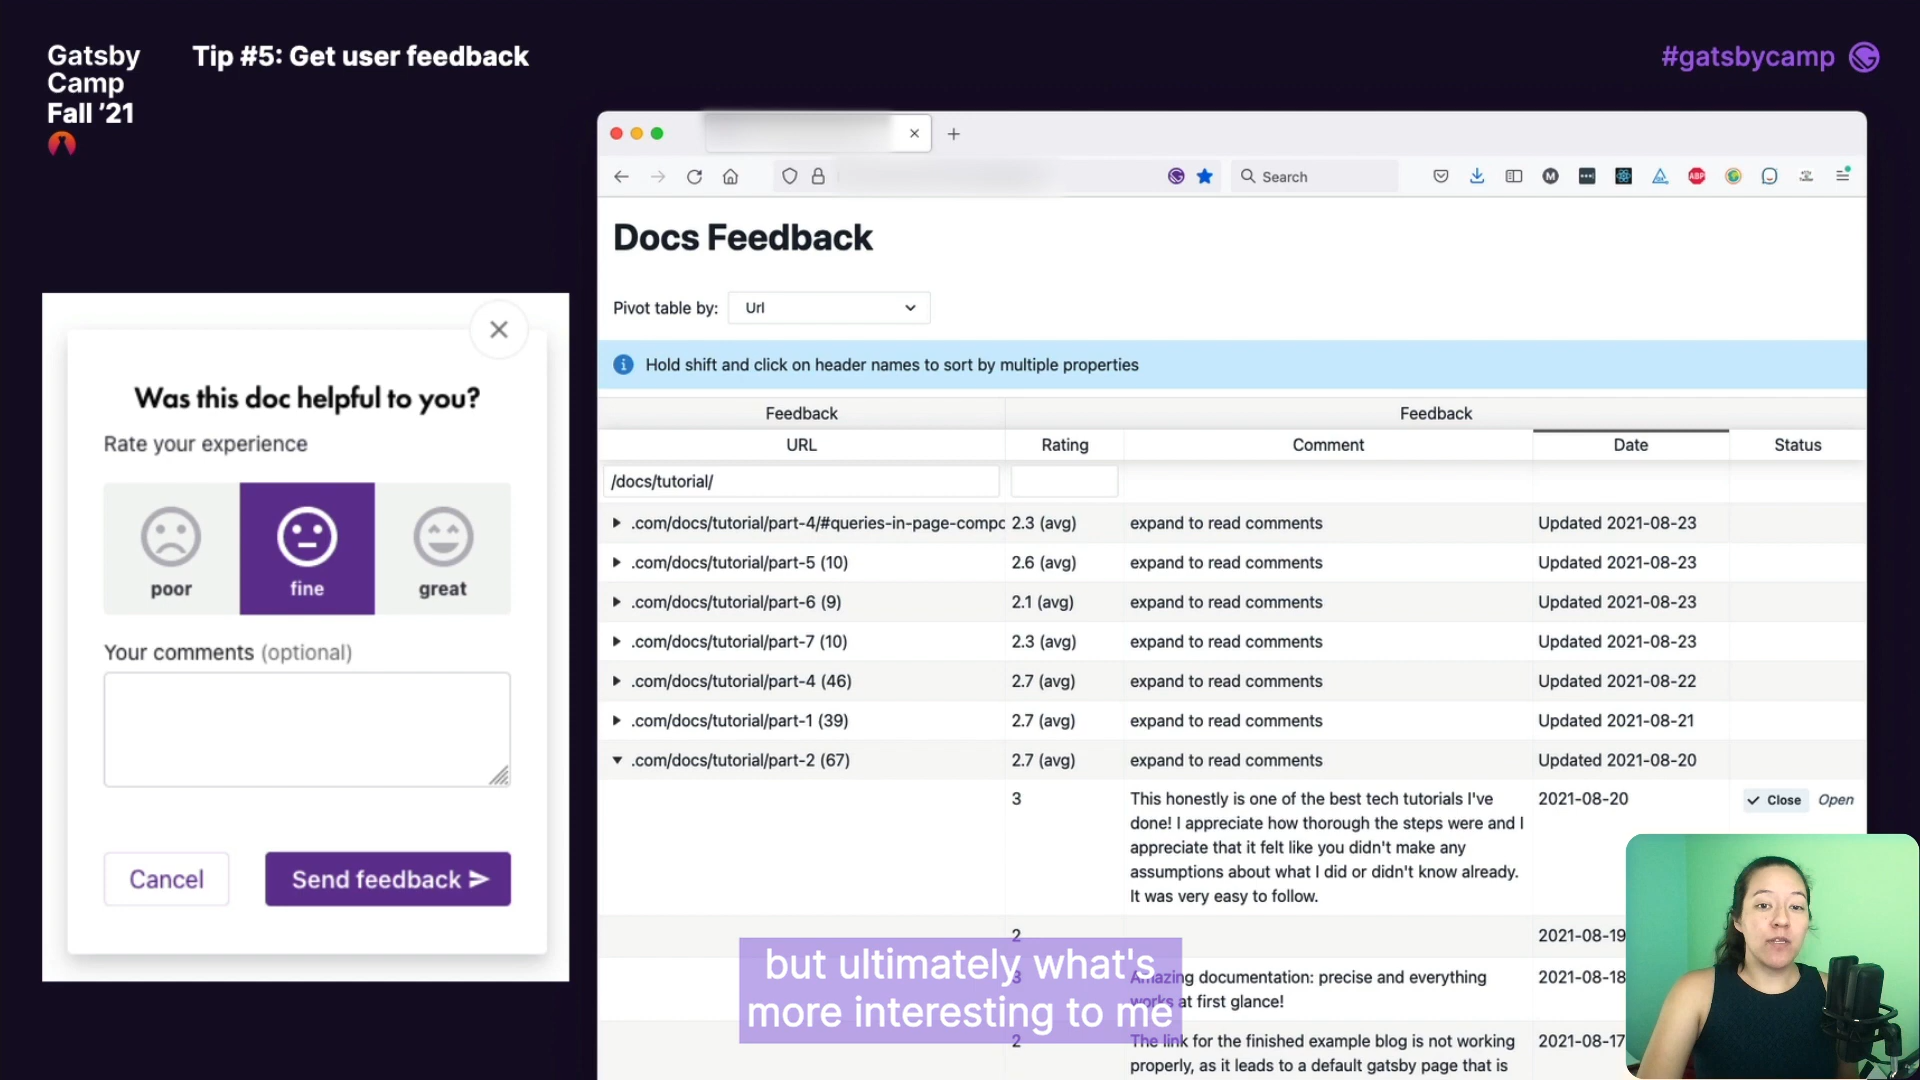 Gatsby
Camp
Fall ’21
Tip #5: Get user feedback
#gatsbycamp
Search
Docs Feedback
Pivot table by:
Url
Hold shift and click on header names to sort by multiple properties
Feedback
Feedback
URL
Rating
Comment
Date
Status
/docs/tutorial/
.com/docs/tutorial/part-4/#queries-in-page-compo 2.3 (avg) expand to read comments Updated 2021-08-23
.com/docs/tutorial/part-5 (10) 2.6 (avg) expand to read comments Updated 2021-08-23
.com/docs/tutorial/part-6 (9) 2.1 (avg) expand to read comments Updated 2021-08-23
.com/docs/tutorial/part-7 (10) 2.3 (avg) expand to read comments Updated 2021-08-23
.com/docs/tutorial/part-4 (46) 2.7 (avg) expand to read comments Updated 2021-08-22
.com/docs/tutorial/part-1 (39) 2.7 (avg) expand to read comments Updated 2021-08-21
.com/docs/tutorial/part-2 (67) 2.7 (avg) expand to read comments Updated 2021-08-20
3
This honestly is one of the best tech tutorials I've
done! I appreciate how thorough the steps were and I
appreciate that it felt like you didn't make any
assumptions about what I did or didn't know already.
It was very easy to follow.
2021-08-20
Close
Open
2
2021-08-19
3
Amazing documentation: precise and everything
works at first glance!
2021-08-18
2
The link for the finished example blog is not working
properly, as it leads to a default gatsby page that is
2021-08-17
Was this doc helpful to you?
Rate your experience
poor
fine
great
Your comments (optional)
Cancel
Send feedback
but ultimately what's
more interesting to me
M
ABP